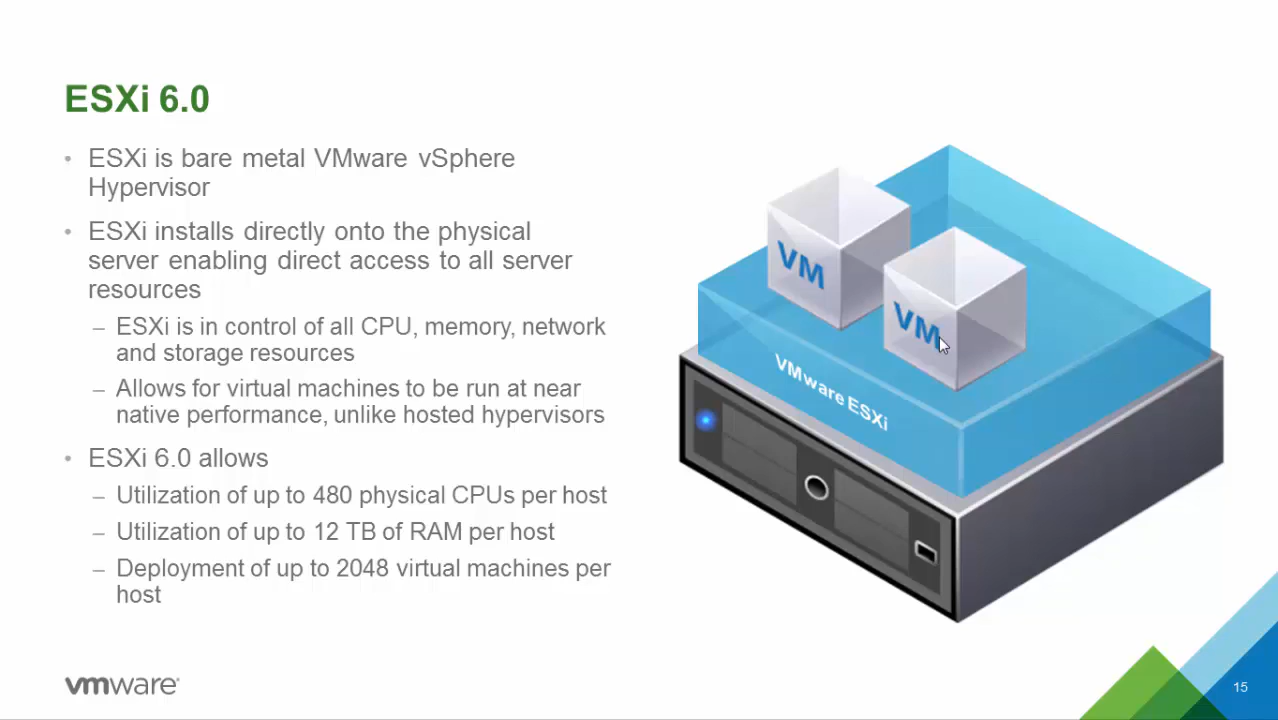 ESXi 6.0
• ESXi is bare metal VMware vSphere
Hypervisor
• ESXi installs directly onto the physical
server enabling direct access to all server
resources
– ESXi is in control of all CPU, memory, network
and storage resources
– Allows for virtual machines to be run at near
native performance, unlike hosted hypervisors
• ESXi 6.0 allows
– Utilization of up to 480 physical CPUs per host
– Utilization of up to 12 TB of RAM per host
– Deployment of up to 2048 virtual machines per
host
VM
VM
VMware ESXi
vmware®
15